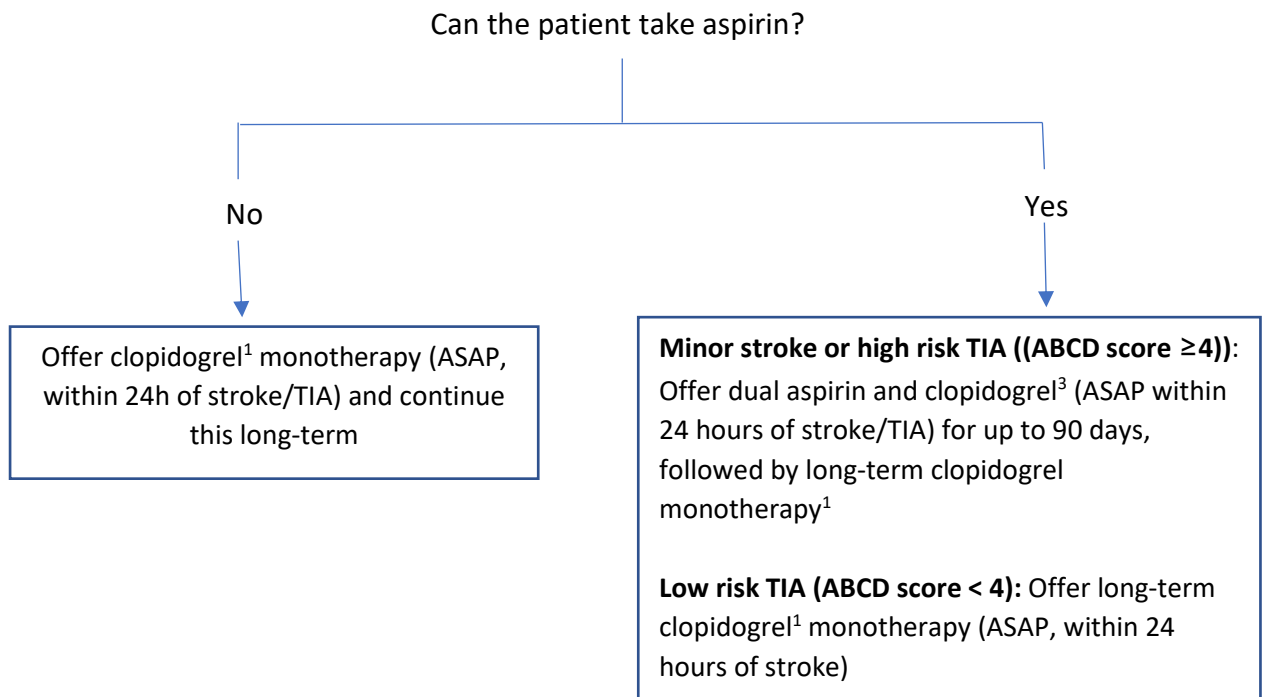 Can the patient take aspirin?
No
Yes
Offer clopidogrel¹ monotherapy (ASAP,
within 24h of stroke/TIA) and continue
this long-term
Minor stroke or high risk TIA ((ABCD score ≥4)):
Offer dual aspirin and clopidogrel³ (ASAP within
24 hours of stroke/TIA) for up to 90 days,
followed by long-term clopidogrel
monotherapy¹
Low risk TIA (ABCD score < 4): Offer long-term
clopidogrel¹ monotherapy (ASAP, within 24
hours of stroke)